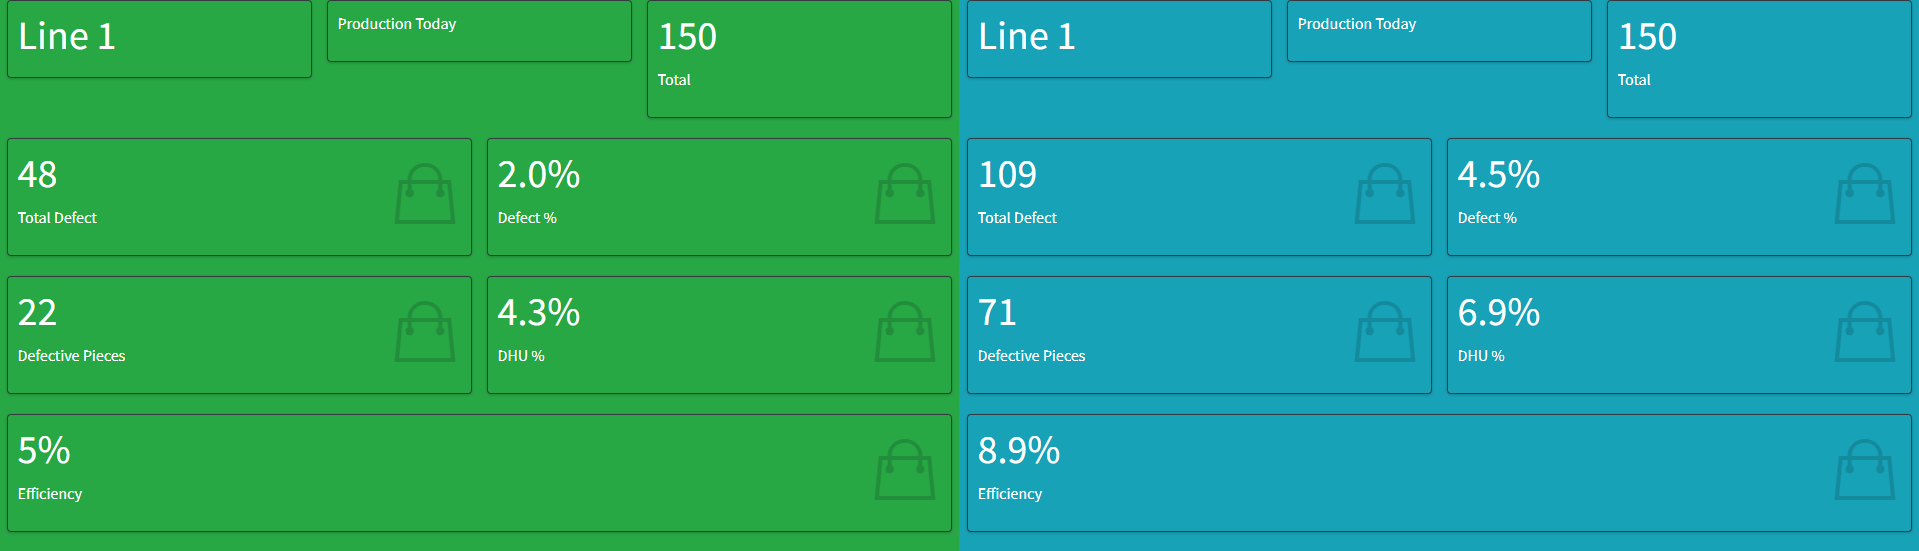 Line 1
Production Today
150
Total
48
Total Defect
2.0%
Defect %
22
Defective Pieces
4.3%
DHU %
5%
Efficiency
Line 1
Production Today
150
Total
109
Total Defect
4.5%
Defect %
71
Defective Pieces
6.9%
DHU %
8.9%
Efficiency